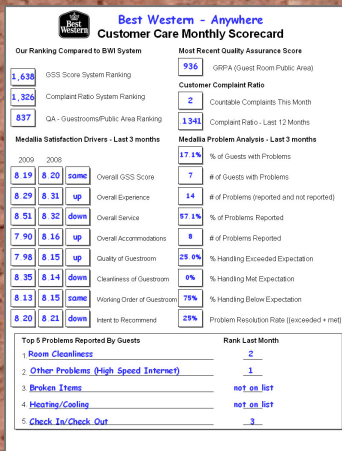 Best Western
Best Western - Anywhere
Customer Care Monthly Scorecard
Our Ranking Compared to BWI System
1,638 GSS Score System Ranking
1,326 Complaint Ratio System Ranking
837 QA - Guestrooms/Public Area Ranking
Most Recent Quality Assurance Score
936 GRPA (Guest Room Public Area)
Customer Complaint Ratio
2 Countable Complaints This Month
1341 Complaint Ratio - Last 12 Months
Medallia Satisfaction Drivers - Last 3 months
2009 2008
8.19 8.20 same Overall GSS Score
8.29 8.31 up Overall Experience
8.51 8.32 down Overall Service
7.90 8.16 up Overall Accommodations
7.98 8.15 up Quality of Guestroom
8.35 8.14 down Cleanliness of Guestroom
8.13 8.15 same Working Order of Guestroom
8.20 8.21 down Intent to Recommend
Medallia Problem Analysis - Last 3 months
17.1% % of Guests with Problems
7 # of Guests with Problems
14 # of Problems (reported and not reported)
57.1% % of Problems Reported
8 # of Problems Reported
25.0% % Handling Exceeded Expectation
0% % Handling Met Expectation
75% % Handling Below Expectation
25% Problem Resolution Rate ((exceeded + met)
Top 5 Problems Reported By Guests Rank Last Month
1. Room Cleanliness 2
2. Other Problems (High Speed Internet) 1
3. Broken Items not on list
4. Heating/Cooling not on list
5. Check In/Check Out 3